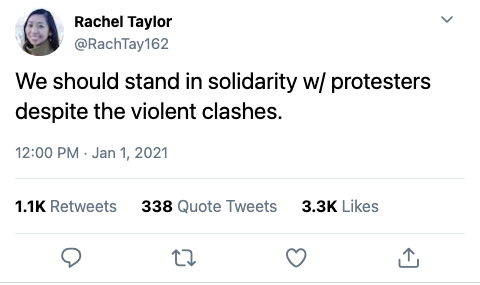 Rachel Taylor
@RachTay162
We should stand in solidarity w/ protesters
despite the violent clashes.
12:00 PM · Jan 1, 2021
1.1K Retweets 338 Quote Tweets 3.3K Likes